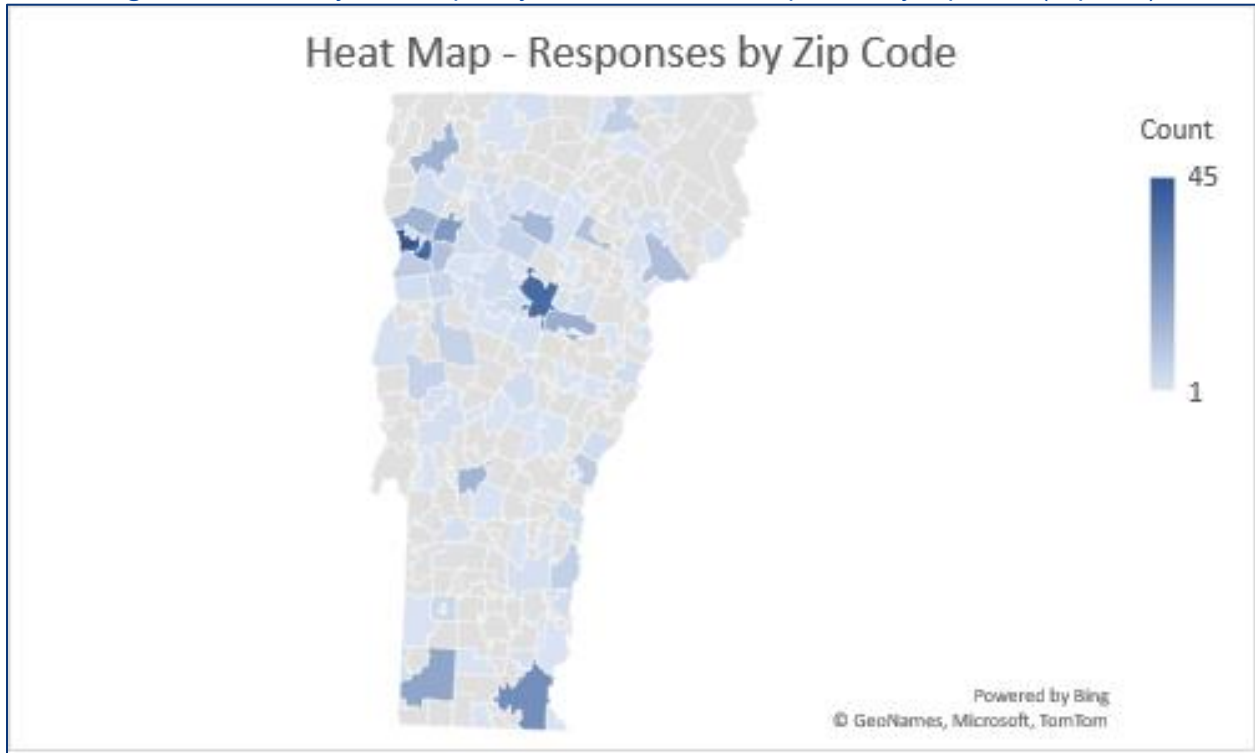 Heat Map - Responses by Zip Code
Count
45
1
Powered by Bing
© GeoNames, Microsoft, TomTom